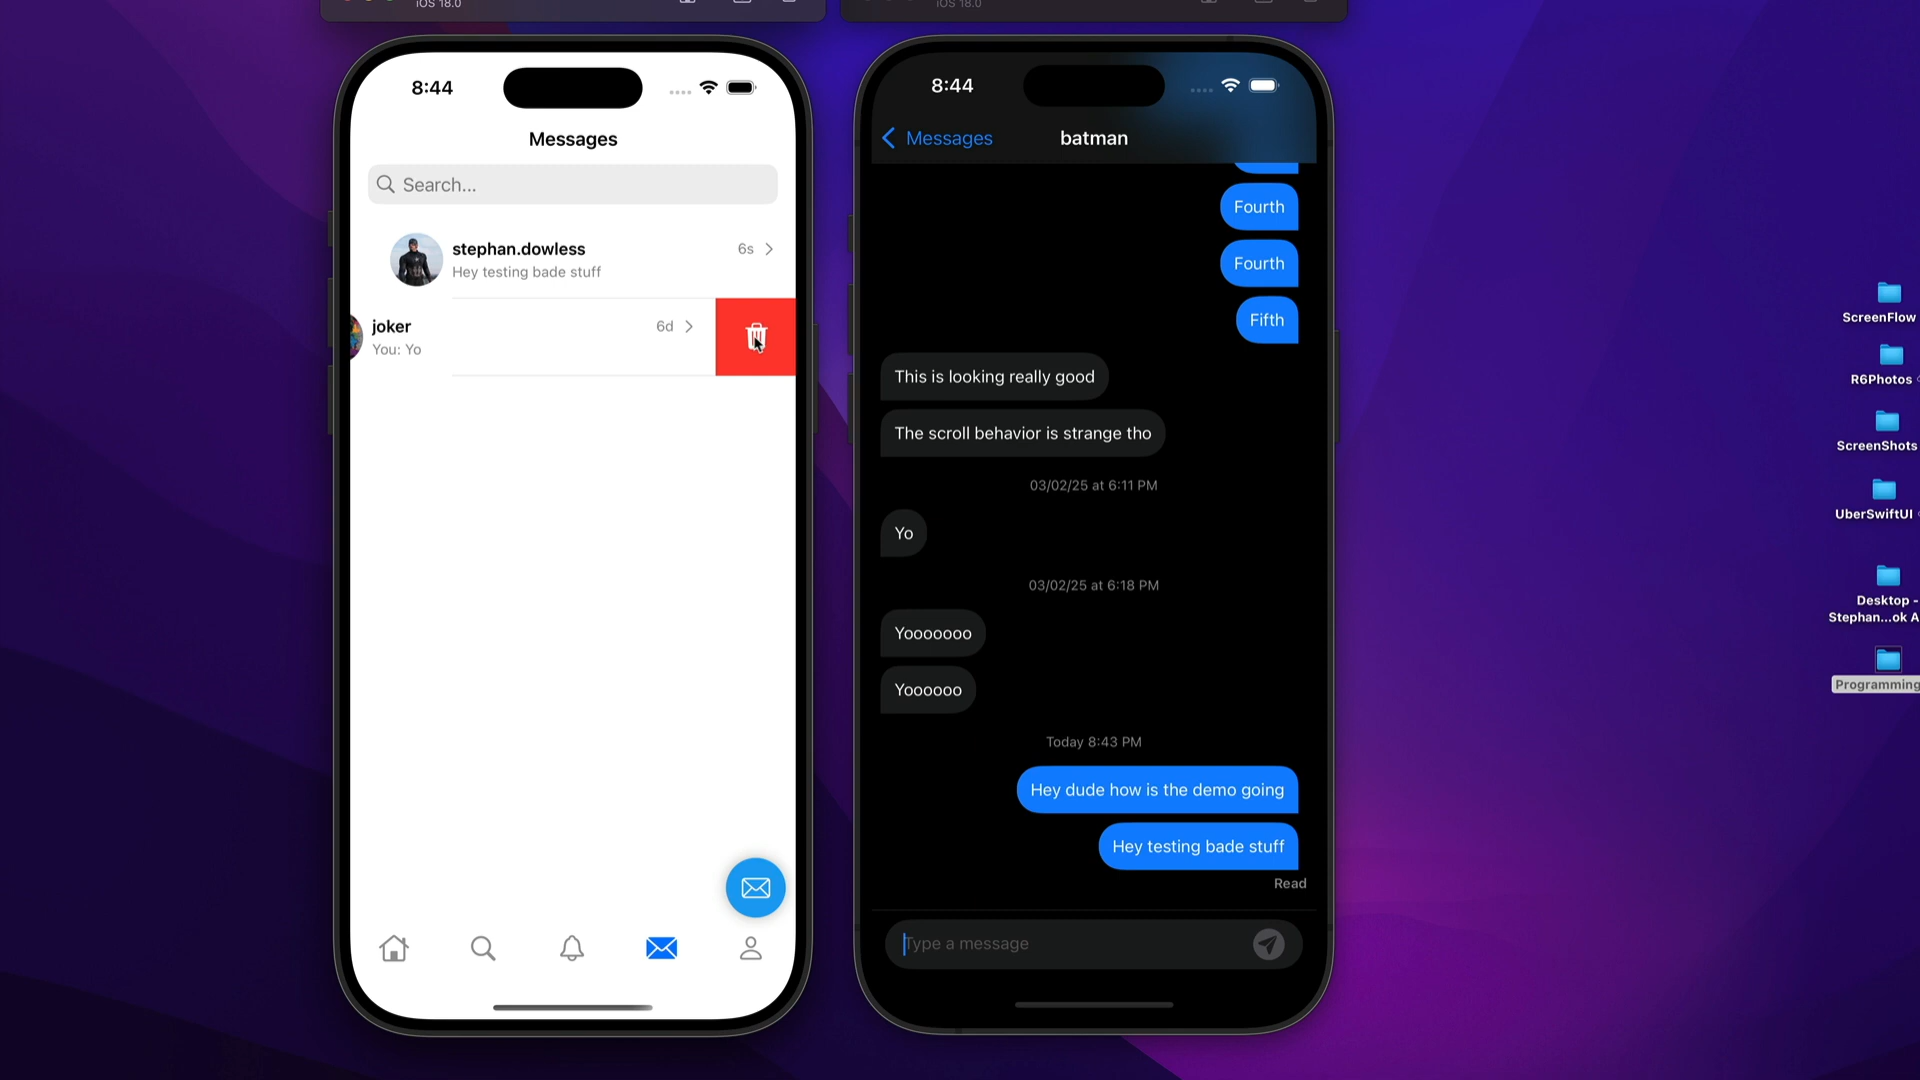 iOS 18.0
iOS 18.0
8:44
Messages
Search...
stephan.dowless
6s
Hey testing bade stuff
joker
6d
You: Yo
8:44
Messages
batman
Fourth
Fourth
Fifth
This is looking really good
The scroll behavior is strange tho
03/02/25 at 6:11 PM
Yo
03/02/25 at 6:18 PM
Yooooooo
Yoooooo
Today 8:43 PM
Hey dude how is the demo going
Hey testing bade stuff
Read
Type a message
ScreenFlow
R6Photos
ScreenShots
UberSwiftUI
Desktop -
Stephan...ok A
Programming